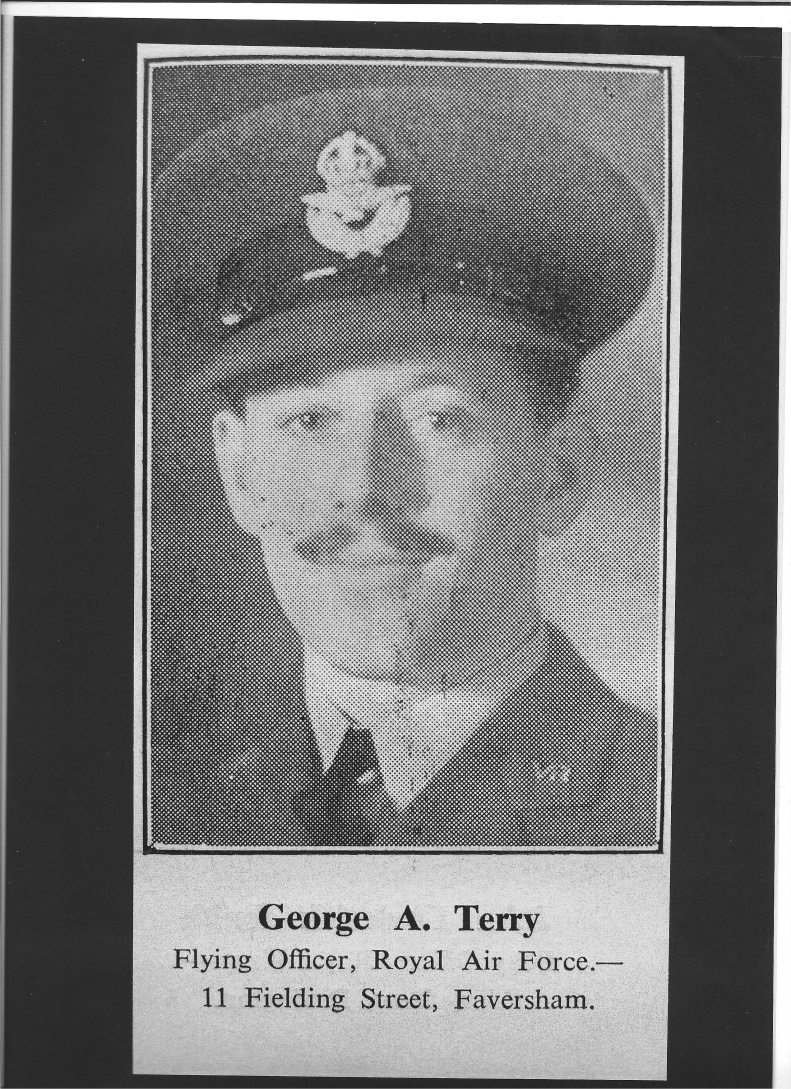 George A. Terry
Flying Officer, Royal Air Force.—
11 Fielding Street, Faversham.